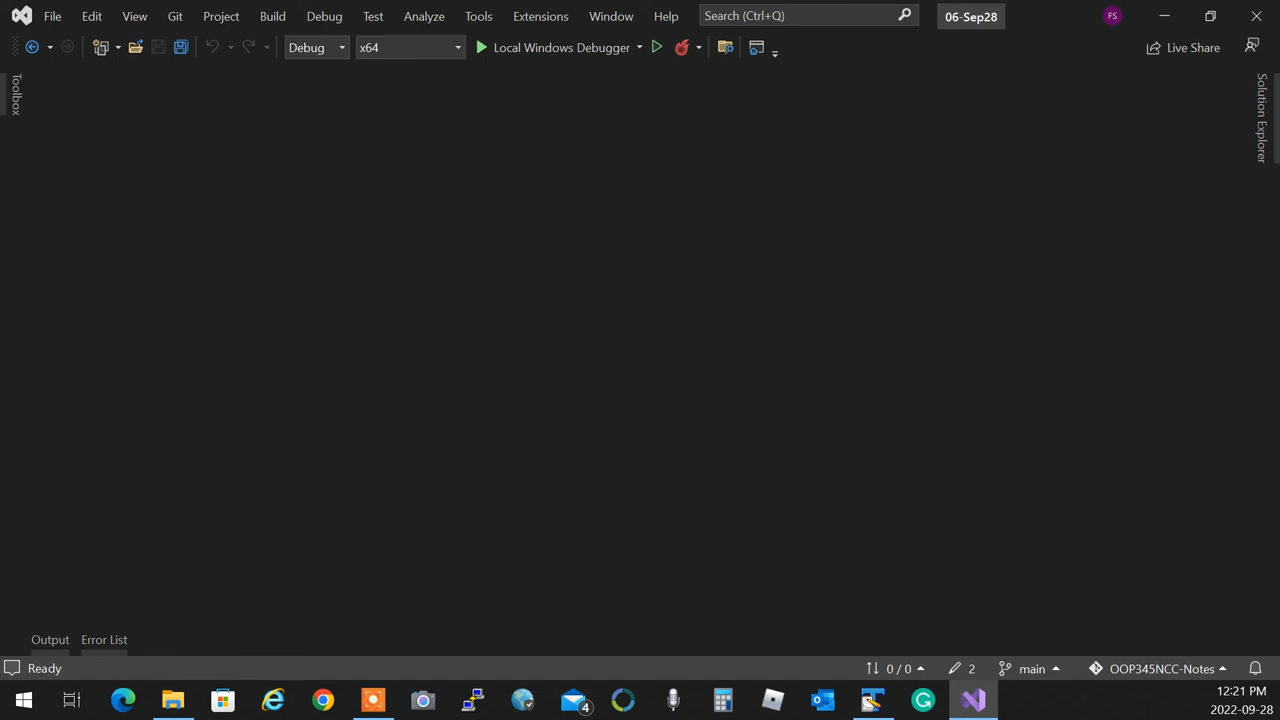 File Edit View Git Project Build Debug Test Analyze Tools Extensions Window Help Search (Ctrl+Q) 06-Sep28 FS
Debug x64 Local Windows Debugger Live Share
Toolbox
Solution Explorer
Output Error List
Ready 0 / 0 2 main OOP345NCC-Notes
4 G
12:21 PM
2022-09-28